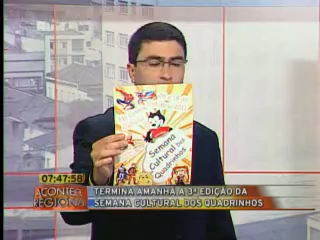 Semana
Cultural dos
Quadrinhos
07:47:58
ACONTECE
REGIONAL
TERMINA AMANHÃ A 3ª EDIÇÃO DA
SEMANA CULTURAL DOS QUADRINHOS